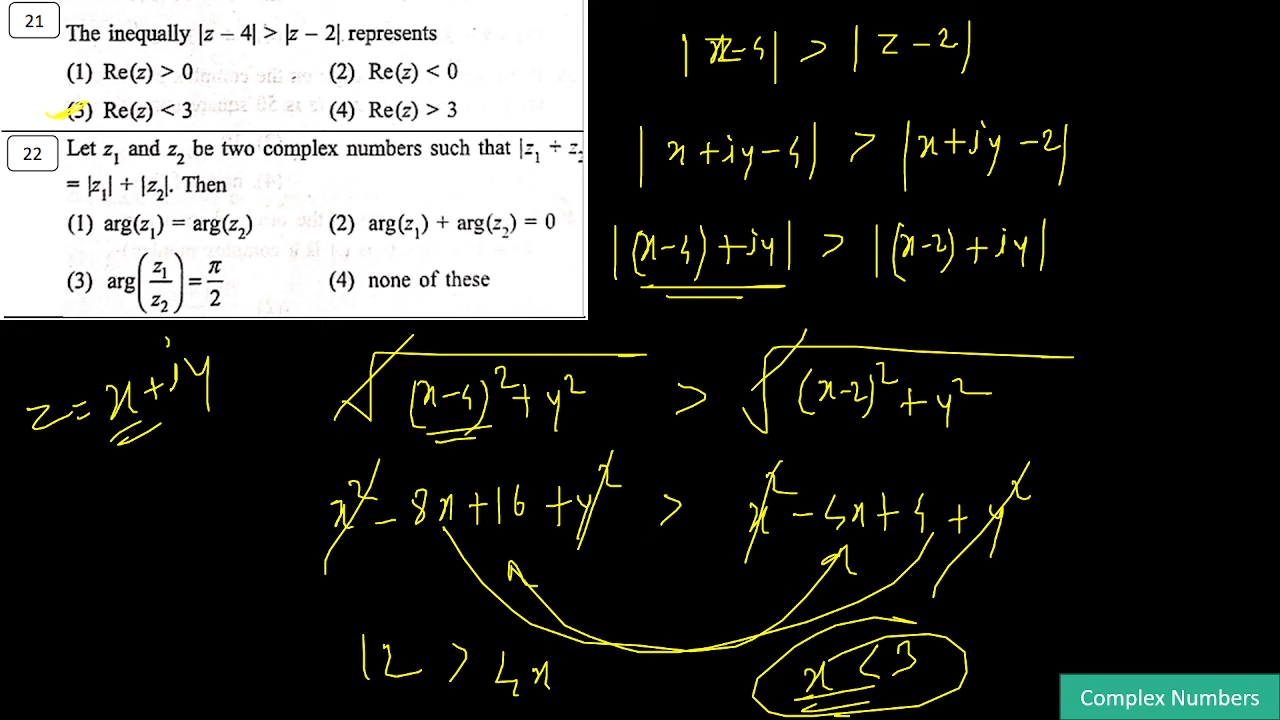 21
The inequally |z − 4| > |z − 2| represents
(1) Re(z) > 0 (2) Re(z) < 0
(3) Re(z) < 3 (4) Re(z) > 3
22
Let z₁ and z₂ be two complex numbers such that |z₁ + z₂
= |z₁| + |z₂|. Then
(1) arg(z₁) = arg(z₂) (2) arg(z₁) + arg(z₂) = 0
(3) arg(z₁/z₂) = π/2 (4) none of these
|z-4| > |z-2|
|x+iy-4| > |x+iy-2|
|(x-4)+iy| > |(x-2)+iy|
z = x+iy
√(x-4)²+y² > √(x-2)²+y²
x² - 8x + 16 + y² > x² - 4x + 4 + y²
12 > 4x
x < 3
Complex Numbers